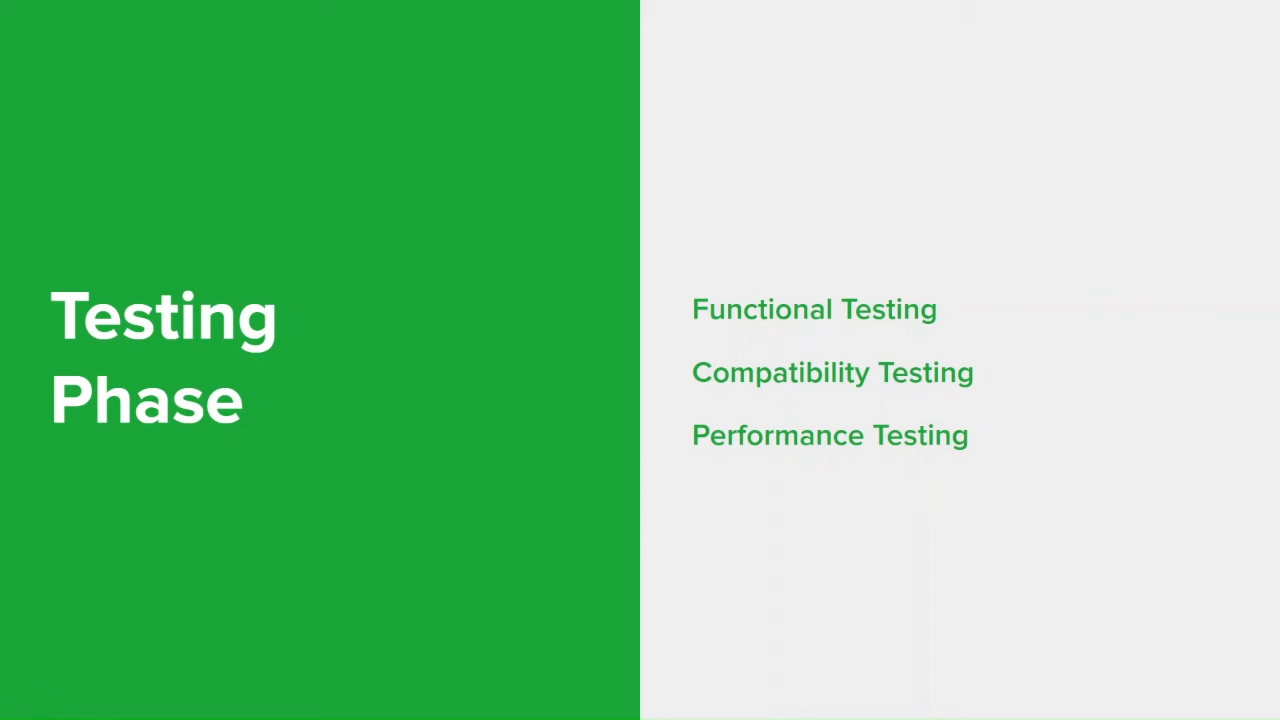 Testing
Phase
Functional Testing
Compatibility Testing
Performance Testing